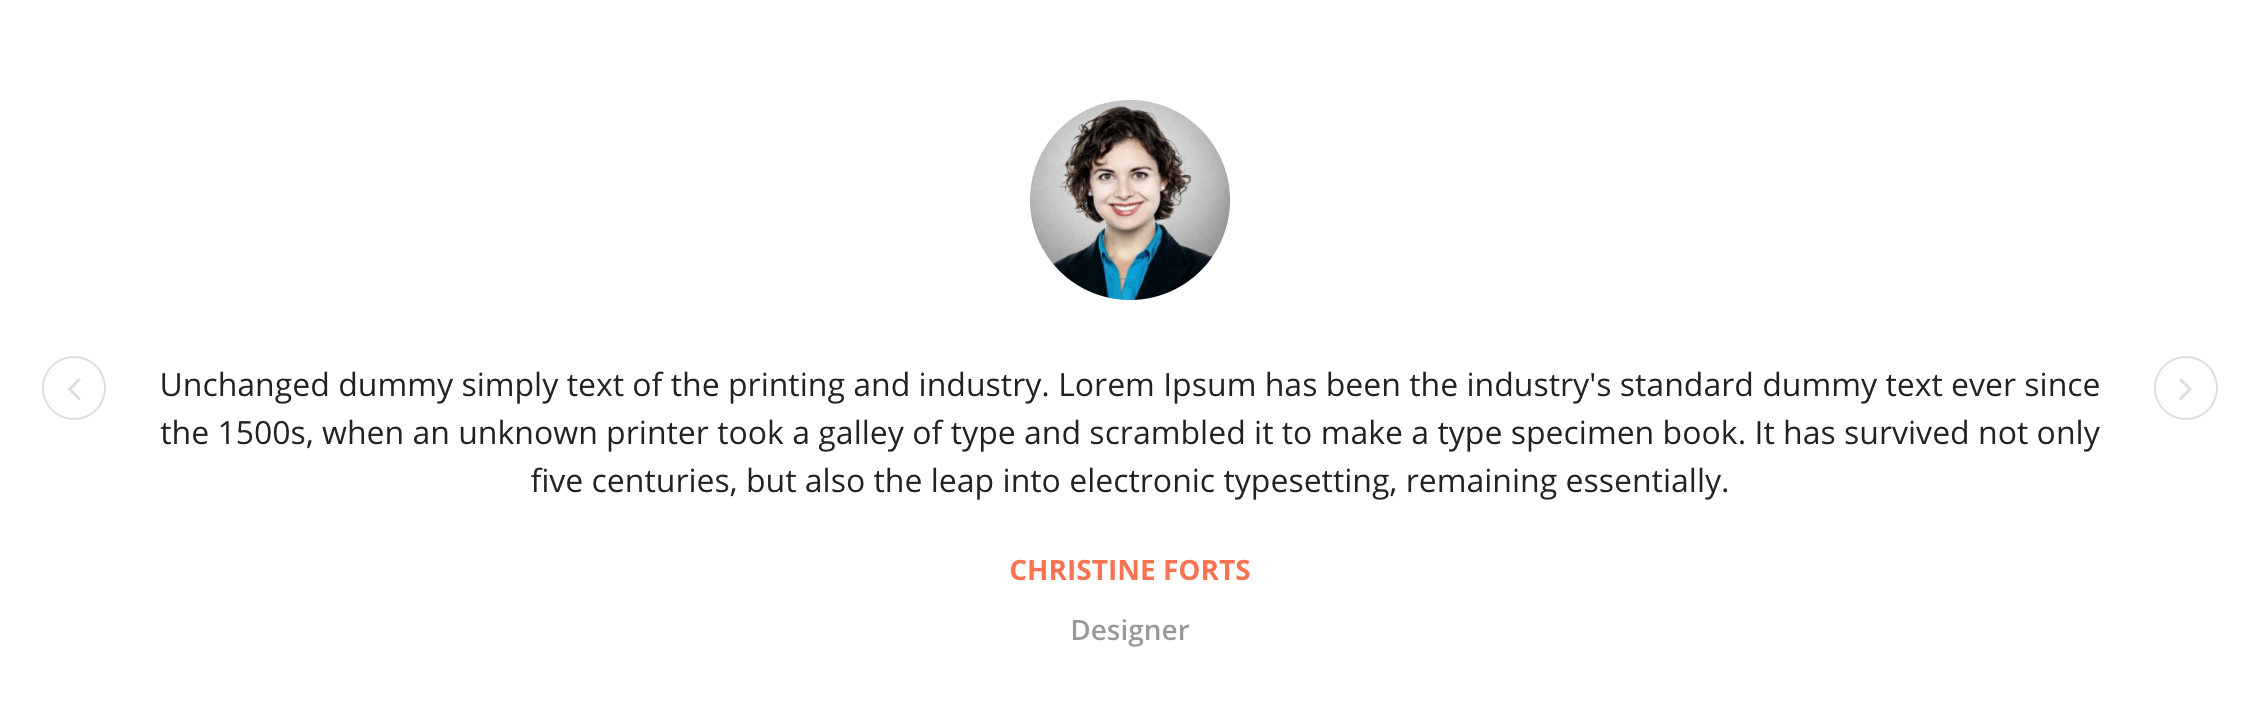 Unchanged dummy simply text of the printing and industry. Lorem Ipsum has been the industry's standard dummy text ever since
the 1500s, when an unknown printer took a galley of type and scrambled it to make a type specimen book. It has survived not only
five centuries, but also the leap into electronic typesetting, remaining essentially.
CHRISTINE FORTS
Designer